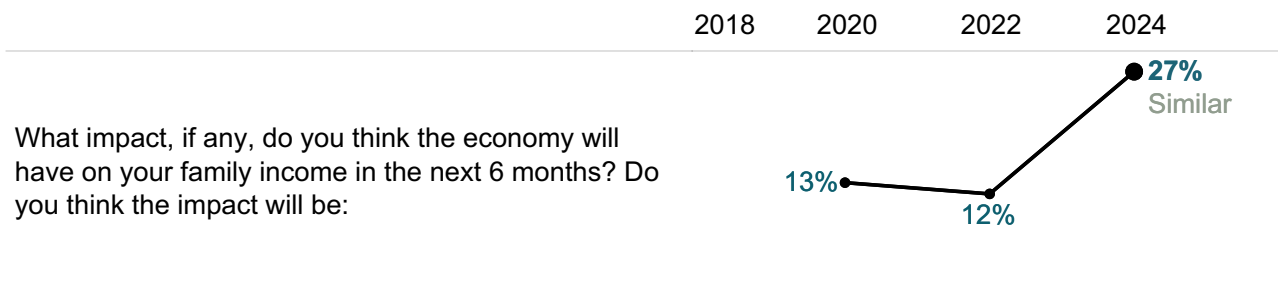 2018 2020 2022 2024
27%
Similar
What impact, if any, do you think the economy will
have on your family income in the next 6 months? Do
you think the impact will be:
13%
12%